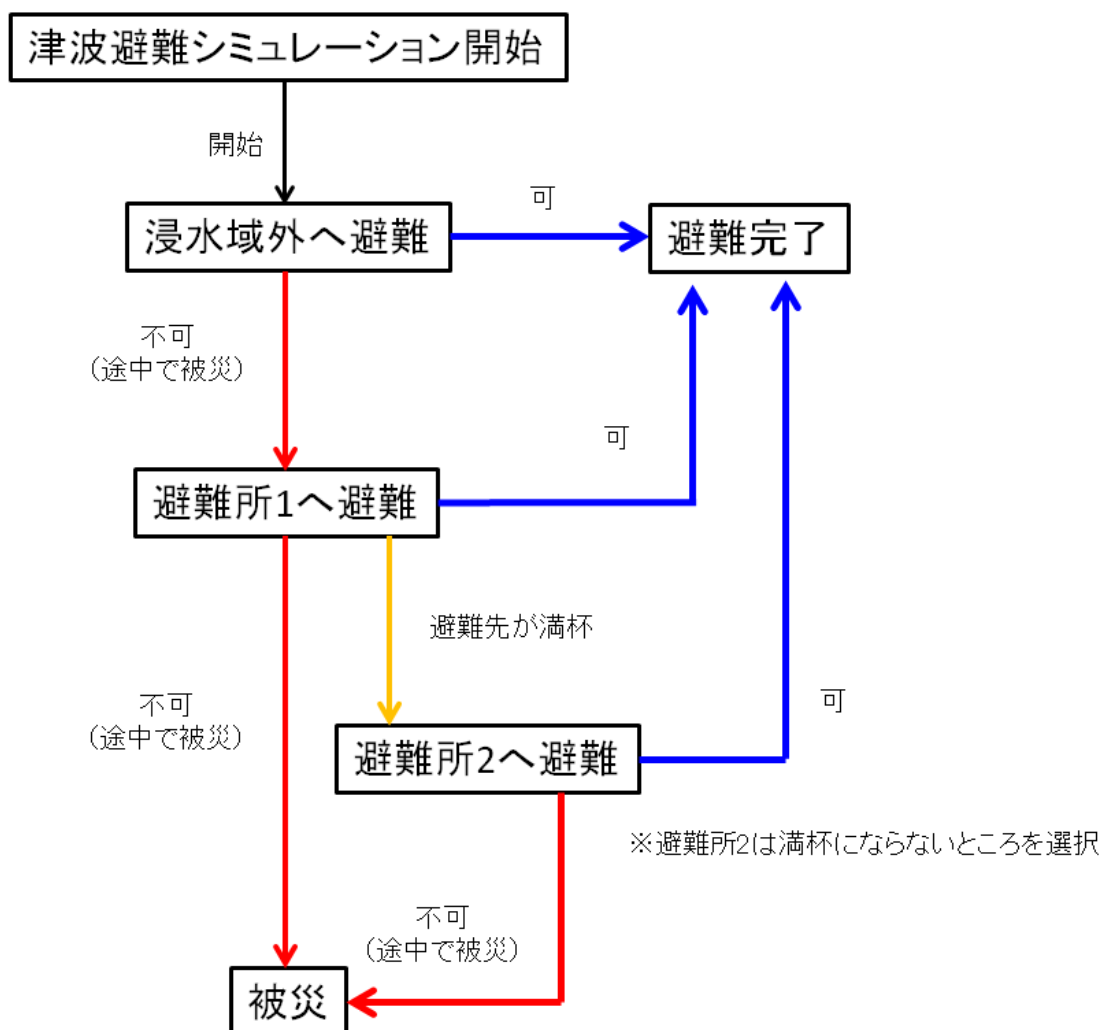 津波避難シミュレーション開始
開始
可
浸水域外へ避難
避難完了
不可
(途中で被災)
可
避難所1へ避難
避難先が満杯
不可
(途中で被災)
可
避難所2へ避難
※避難所2は満杯にならないところを選択
不可
(途中で被災)
被災